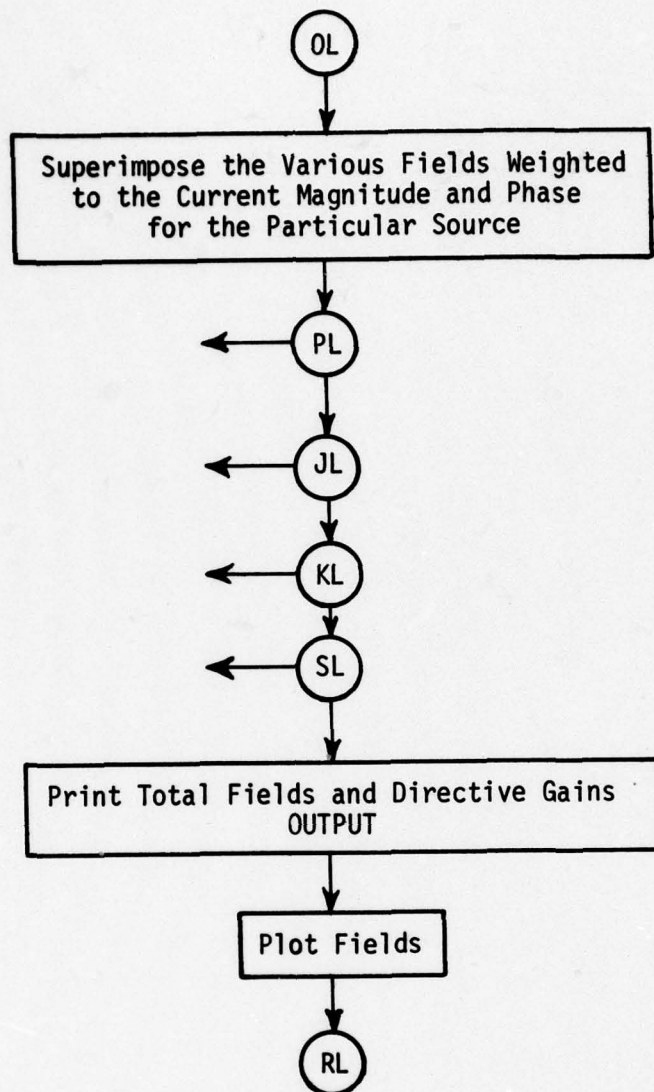 OL
Superimpose the Various Fields Weighted
to the Current Magnitude and Phase
for the Particular Source
PL
JL
KL
SL
Print Total Fields and Directive Gains
OUTPUT
Plot Fields
RL